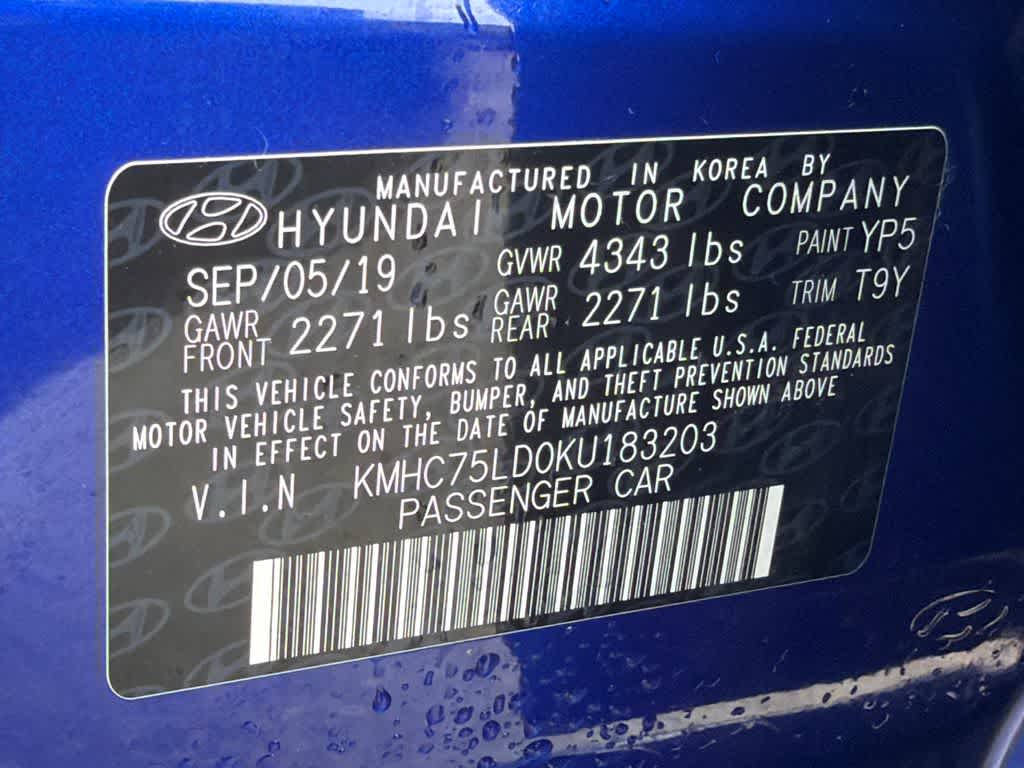 MANUFACTURED IN KOREA BY
HYUNDAI MOTOR COMPANY
SEP/05/19 GVWR 4343 lbs PAINT YP5
GAWR FRONT 2271 lbs GAWR REAR 2271 lbs TRIM T9Y
THIS VEHICLE CONFORMS TO ALL APPLICABLE U.S.A. FEDERAL
MOTOR VEHICLE SAFETY, BUMPER, AND THEFT PREVENTION STANDARDS
IN EFFECT ON THE DATE OF MANUFACTURE SHOWN ABOVE
V.I.N KMHC75LD0KU183203
PASSENGER CAR